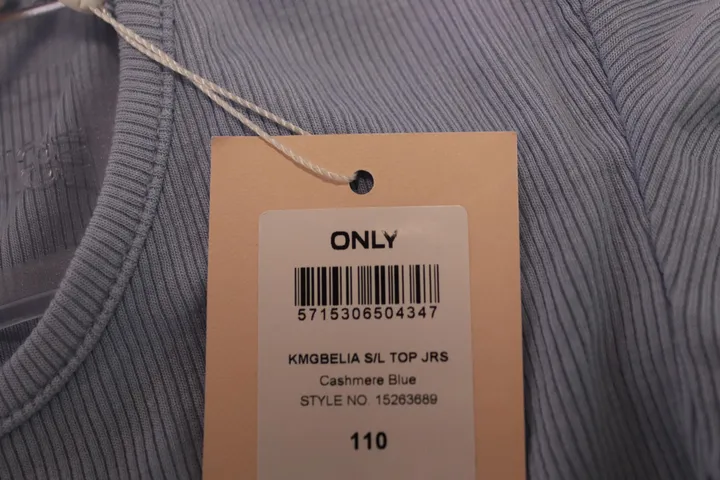 ONLY
5715306504347
KMGBELIA S/L TOP JRS
Cashmere Blue
STYLE NO. 15263689
110